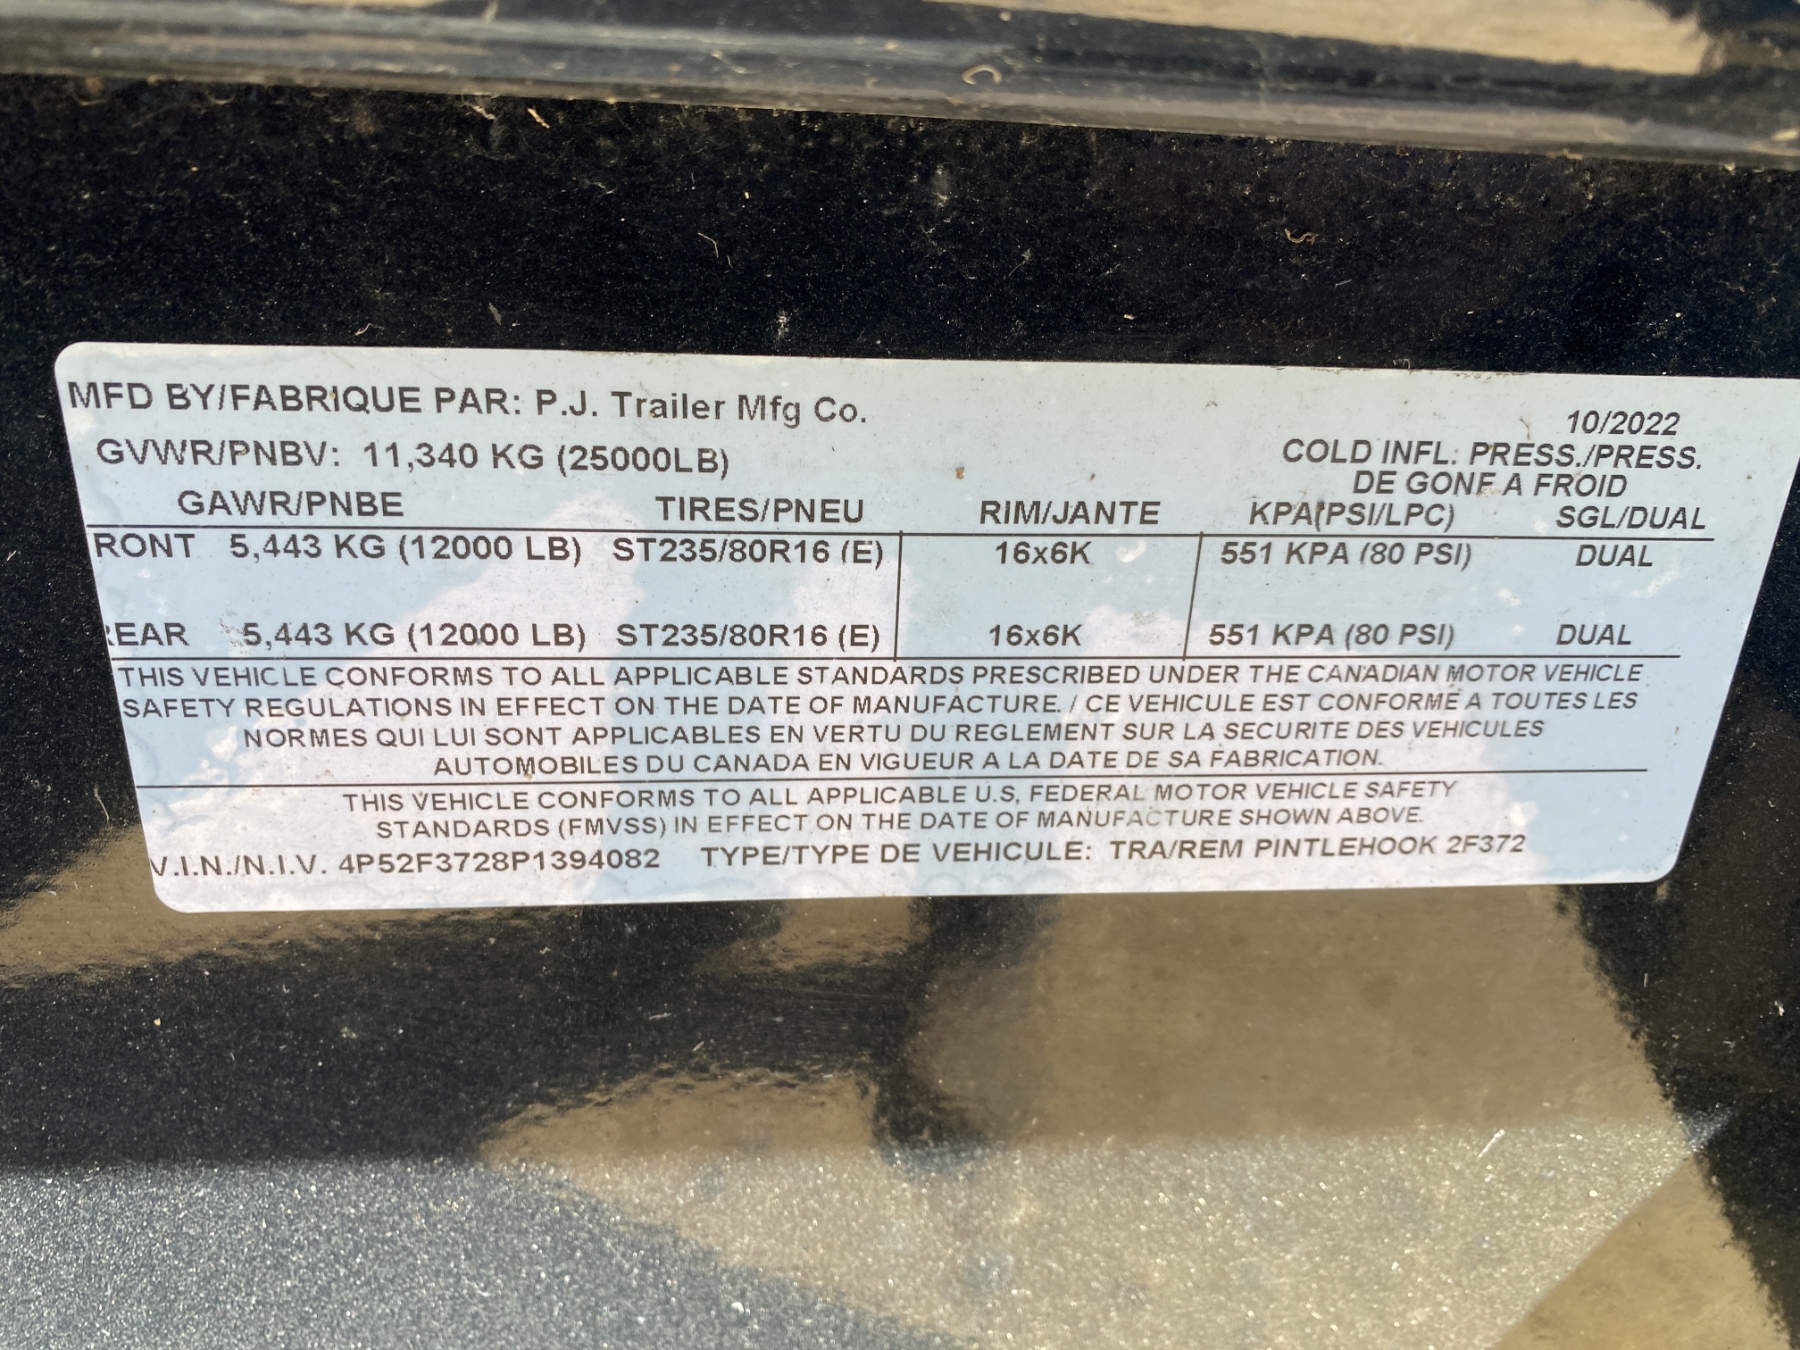 MFD BY/FABRIQUE PAR: P.J. Trailer Mfg Co.
10/2022
GVWR/PNBV: 11,340 KG (25000LB)
COLD INFL: PRESS./PRESS.
DE GONF A FROID
GAWR/PNBE TIRES/PNEU RIM/JANTE KPA(PSI/LPC) SGL/DUAL
RONT 5,443 KG (12000 LB) ST235/80R16 (E) 16x6K 551 KPA (80 PSI) DUAL
REAR 5,443 KG (12000 LB) ST235/80R16 (E) 16x6K 551 KPA (80 PSI) DUAL
THIS VEHICLE CONFORMS TO ALL APPLICABLE STANDARDS PRESCRIBED UNDER THE CANADIAN MOTOR VEHICLE
SAFETY REGULATIONS IN EFFECT ON THE DATE OF MANUFACTURE. / CE VEHICULE EST CONFORME A TOUTES LES
NORMES QUI LUI SONT APPLICABLES EN VERTU DU REGLEMENT SUR LA SECURITE DES VEHICULES
AUTOMOBILES DU CANADA EN VIGUEUR A LA DATE DE SA FABRICATION.
THIS VEHICLE CONFORMS TO ALL APPLICABLE U.S, FEDERAL MOTOR VEHICLE SAFETY
STANDARDS (FMVSS) IN EFFECT ON THE DATE OF MANUFACTURE SHOWN ABOVE.
V.I.N./N.I.V. 4P52F3728P1394082 TYPE/TYPE DE VEHICULE: TRA/REM PINTLEHOOK 2F372